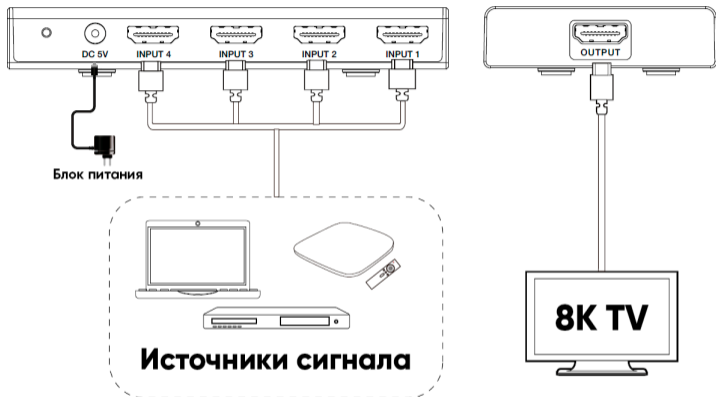 DC 5V
INPUT 4
INPUT 3
INPUT 2
INPUT 1
OUTPUT
Блок питания
8K TV
Источники сигнала